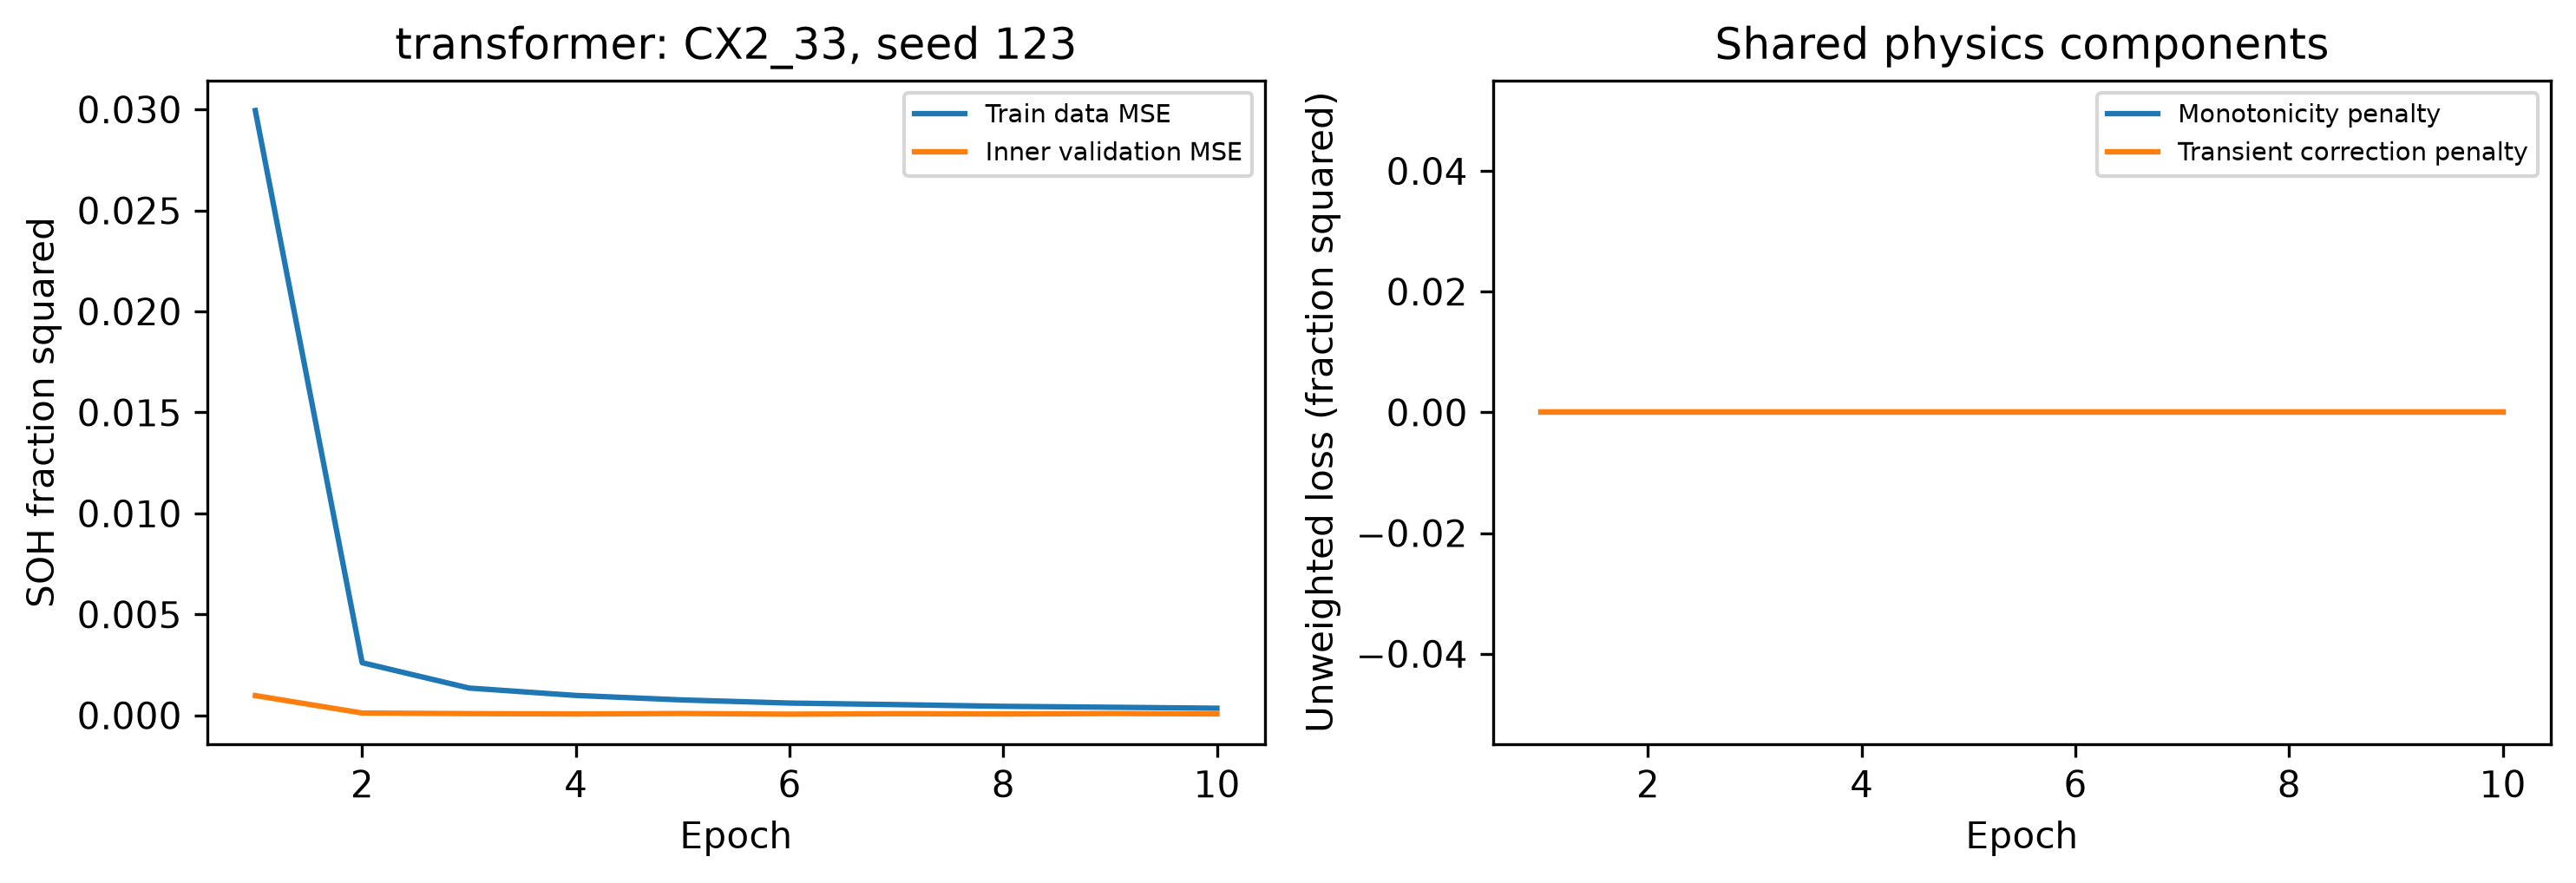 transformer: CX2_33, seed 123
SOH fraction squared
0.030
0.025
0.020
0.015
0.010
0.005
0.000
Train data MSE
Inner validation MSE
2 4 6 8 10
Epoch
Shared physics components
Unweighted loss (fraction squared)
0.04
0.02
0.00
−0.02
−0.04
Monotonicity penalty
Transient correction penalty
2 4 6 8 10
Epoch